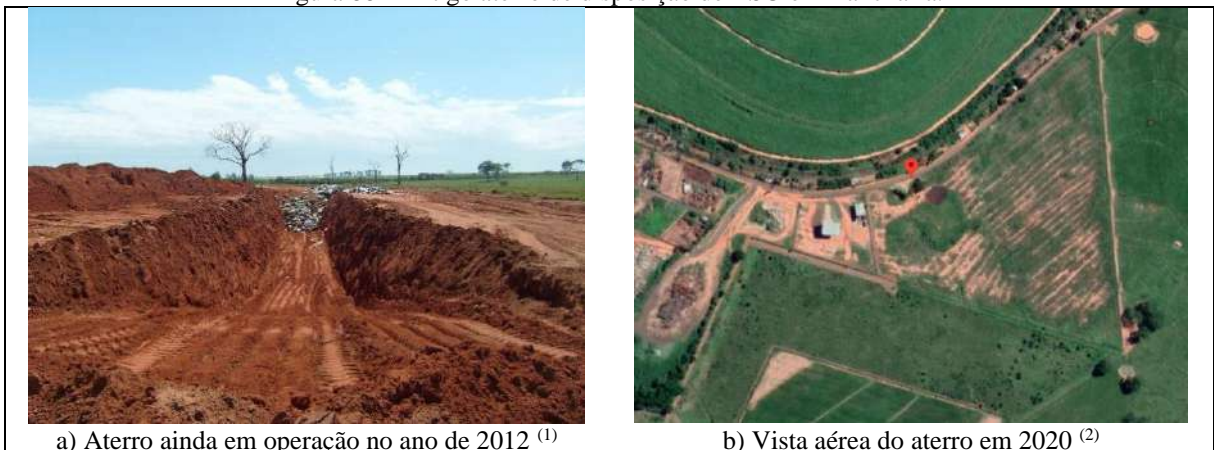 a) Aterro ainda em operação no ano de 2012 (1)
b) Vista aérea do aterro em 2020 (2)